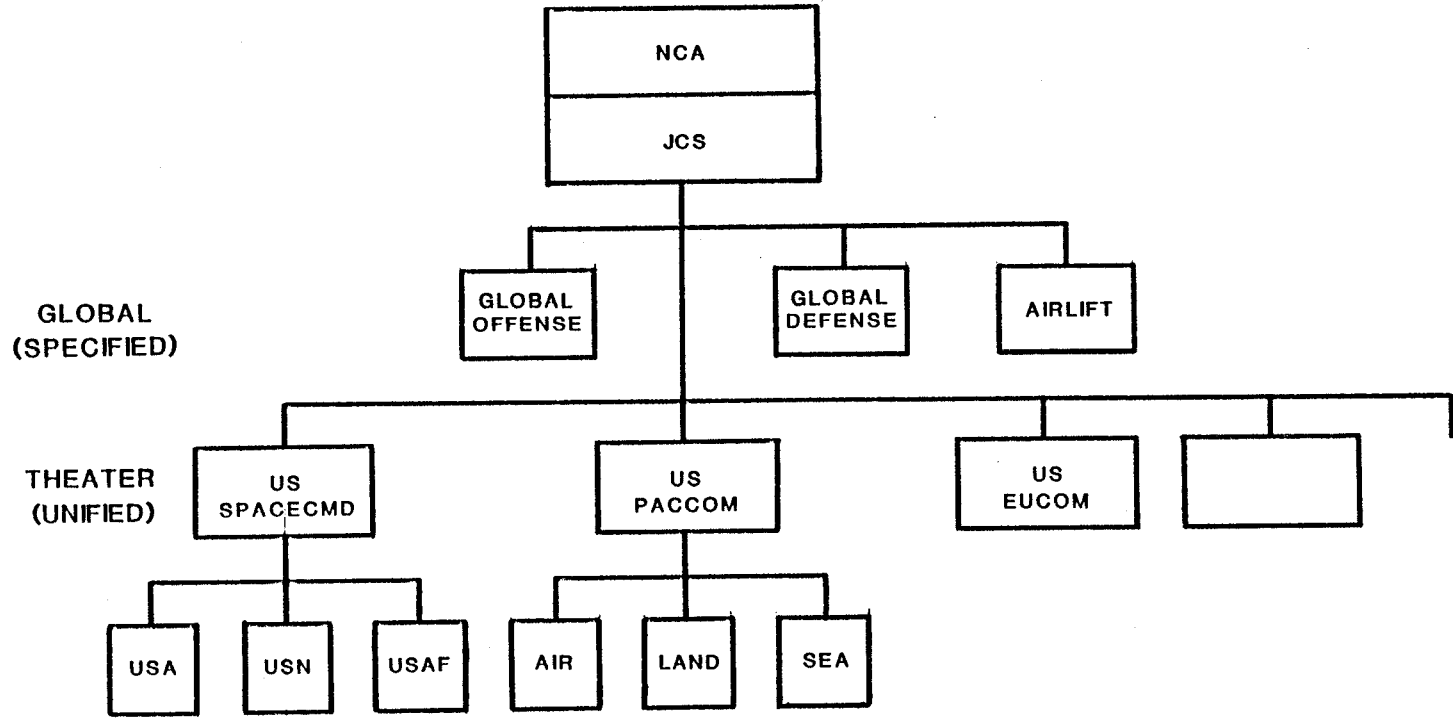 NCA
JCS
GLOBAL
(SPECIFIED)
GLOBAL
OFFENSE
GLOBAL
DEFENSE
AIRLIFT
THEATER
(UNIFIED)
US
SPACECMD
US
PACCOM
US
EUCOM
USA
USN
USAF
AIR
LAND
SEA